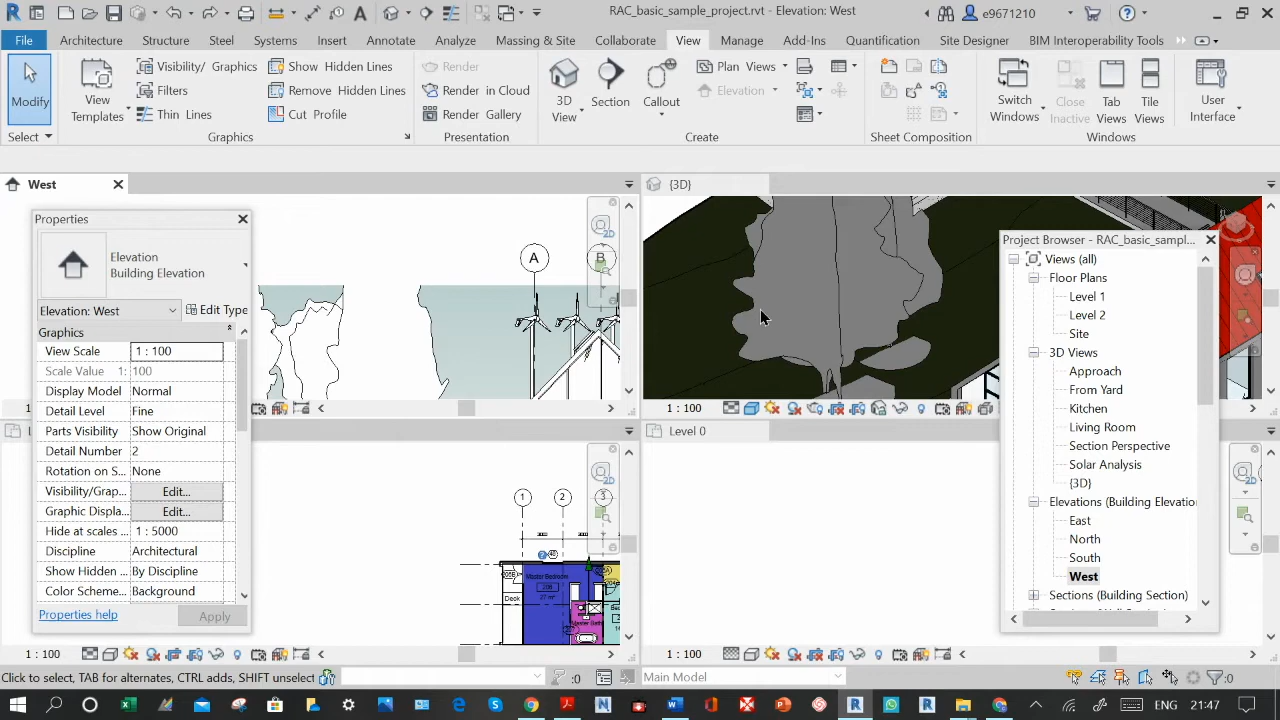 RAC_basic_sample_project.rvt - Elevation: West
e9671210
File Architecture Structure Steel Systems Insert Annotate Analyze Massing & Site Collaborate View Manage Add-Ins Quantification Site Designer BIM Interoperability Tools
Modify
View Templates
Visibility/ Graphics
Filters
Thin Lines
Show Hidden Lines
Remove Hidden Lines
Cut Profile
Render
Render in Cloud
Render Gallery
3D View
Section
Callout
Plan Views
Elevation
Switch Windows
Close Inactive
Tab Views
Tile Views
User Interface
Select Graphics Presentation Create Sheet Composition Windows
West
{3D}
Properties
Elevation
Building Elevation
Elevation: West Edit Type
Graphics
View Scale 1 : 100
Scale Value 1: 100
Display Model Normal
Detail Level Fine
Parts Visibility Show Original
Detail Number 2
Rotation on S... None
Visibility/Grap... Edit...
Graphic Displa... Edit...
Hide at scales ... 1 : 5000
Discipline Architectural
Show Hidden ... By Discipline
Color Scheme... Background
Properties help Apply
A B
2D
1 : 100
Level 0
Project Browser - RAC_basic_sampl...
Views (all)
Floor Plans
Level 1
Level 2
Site
3D Views
Approach
From Yard
Kitchen
Living Room
Section Perspective
Solar Analysis
{3D}
Elevations (Building Elevation
East
North
South
West
Sections (Building Section)
1 2 3
2D
2D
Master Bedroom
Deck
1 : 100
1 : 100
Click to select, TAB for alternates, CTRL adds, SHIFT unselect
:0
Main Model
:0
ENG 21:47